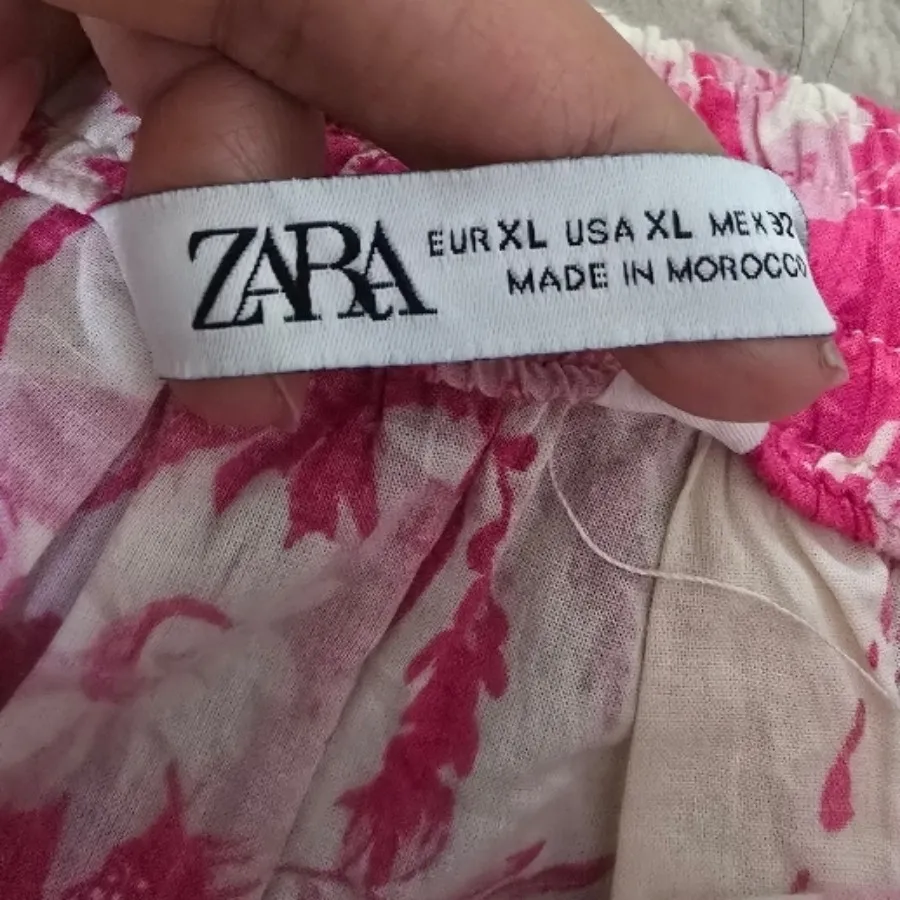 ZARA
EUR XL USA XL MEX 32
MADE IN MOROCCO